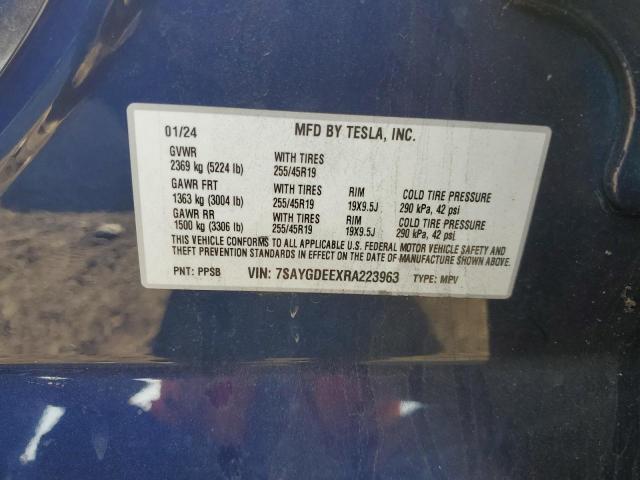 01/24 MFD BY TESLA, INC.
GVWR WITH TIRES
2369 kg (5224 lb) 255/45R19
GAWR FRT WITH TIRES RIM COLD TIRE PRESSURE
1363 kg (3004 lb) 255/45R19 19X9.5J 290 kPa, 42 psi
GAWR RR WITH TIRES RIM COLD TIRE PRESSURE
1500 kg (3306 lb) 255/45R19 19X9.5J 290 kPa, 42 psi
THIS VEHICLE CONFORMS TO ALL APPLICABLE U.S. FEDERAL MOTOR VEHICLE SAFETY AND
THEFT PREVENTION STANDARDS IN EFFECT ON THE DATE OF MANUFACTURE SHOWN ABOVE.
PNT: PPSB VIN: 7SAYGDEEXRA223963 TYPE: MPV